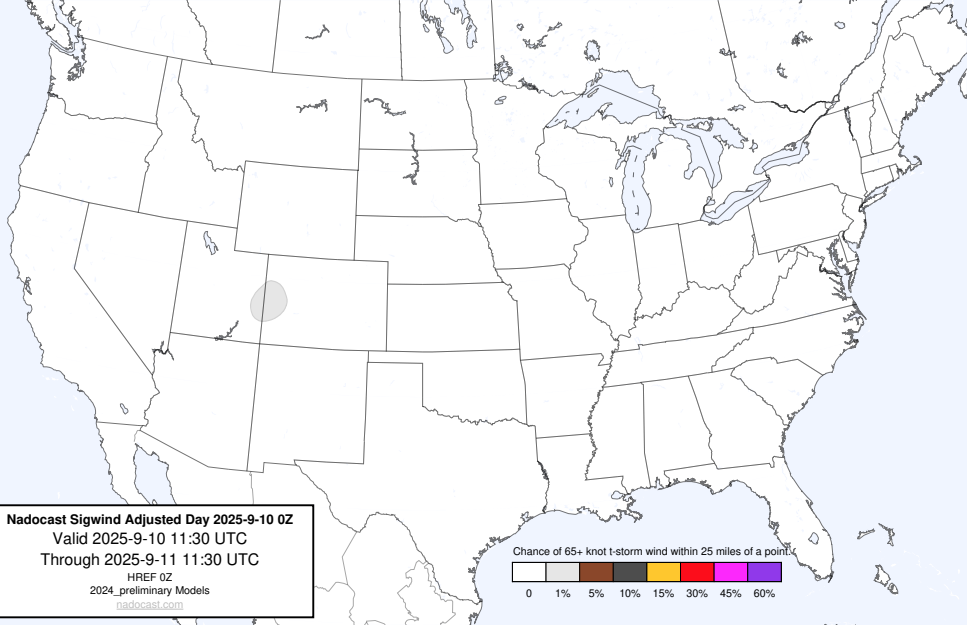 Nadocast Sigwind Adjusted Day 2025-9-10 0Z
Valid 2025-9-10 11:30 UTC
Through 2025-9-11 11:30 UTC
HREF 0Z
2024_preliminary Models
nadocast.com
Chance of 65+ knot t-storm wind within 25 miles of a point.
0 1% 5% 10% 15% 30% 45% 60%